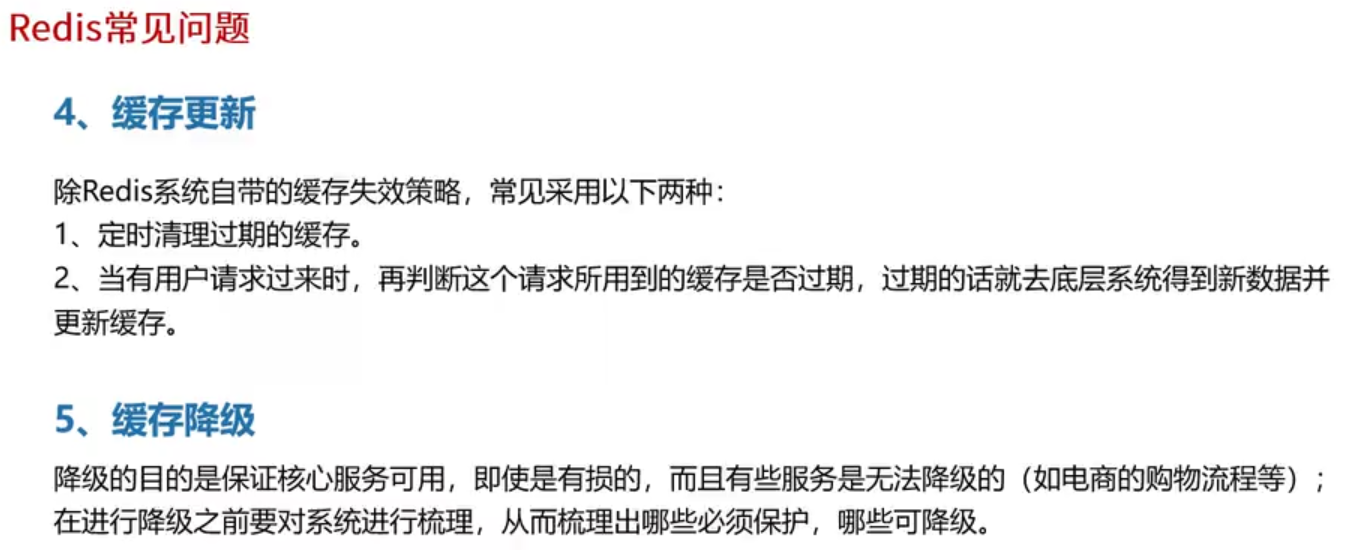 Redis常见问题
4、缓存更新
除Redis系统自带的缓存失效策略，常见采用以下两种：
1、定时清理过期的缓存。
2、当有用户请求过来时，再判断这个请求所用到的缓存是否过期，过期的话就去底层系统得到新数据并
更新缓存。
5、缓存降级
降级的目的是保证核心服务可用，即使是有损的，而且有些服务是无法降级的（如电商的购物流程等）；
在进行降级之前要对系统进行梳理，从而梳理出哪些必须保护，哪些可降级。